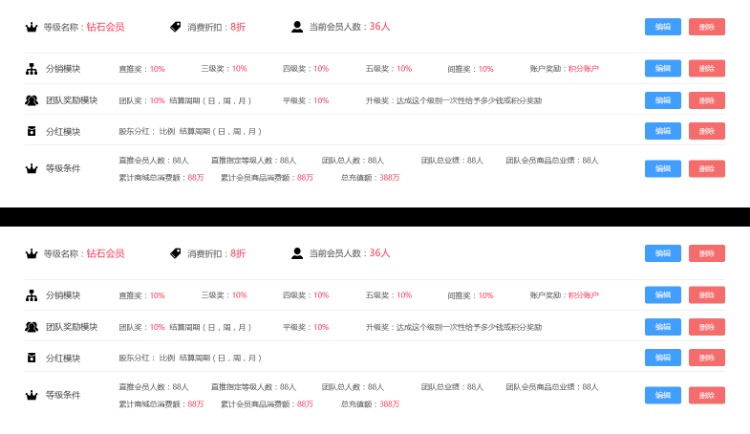 等级名称：钻石会员 消费折扣：8折 当前会员人数：36人 编辑 删除
分销模块 直推奖：10% 三级奖：10% 四级奖：10% 五级奖：10% 间推奖：10% 账户奖励：积分账户 编辑 删除
团队奖励模块 团队奖：10% 结算周期（日，周，月） 平级奖：10% 升级奖：达成这个级别一次性给予多少钱或积分奖励 编辑 删除
分红模块 股东分红： 比例 结算周期（日，周，月） 编辑 删除
等级条件 直推会员人数：88人 直推指定等级人数：88人 团队总人数：88人 团队总业绩：88人 团队会员商品总业绩：88人 编辑 删除
累计商城总消费额：88万 累计会员商品消费额：88万 总充值额：388万
等级名称：钻石会员 消费折扣：8折 当前会员人数：36人 编辑 删除
分销模块 直推奖：10% 三级奖：10% 四级奖：10% 五级奖：10% 间推奖：10% 账户奖励：积分账户 编辑 删除
团队奖励模块 团队奖：10% 结算周期（日，周，月） 平级奖：10% 升级奖：达成这个级别一次性给予多少钱或积分奖励 编辑 删除
分红模块 股东分红： 比例 结算周期（日，周，月） 编辑 删除
等级条件 直推会员人数：88人 直推指定等级人数：88人 团队总人数：88人 团队总业绩：88人 团队会员商品总业绩：88人 编辑 删除
累计商城总消费额：88万 累计会员商品消费额：88万 总充值额：388万